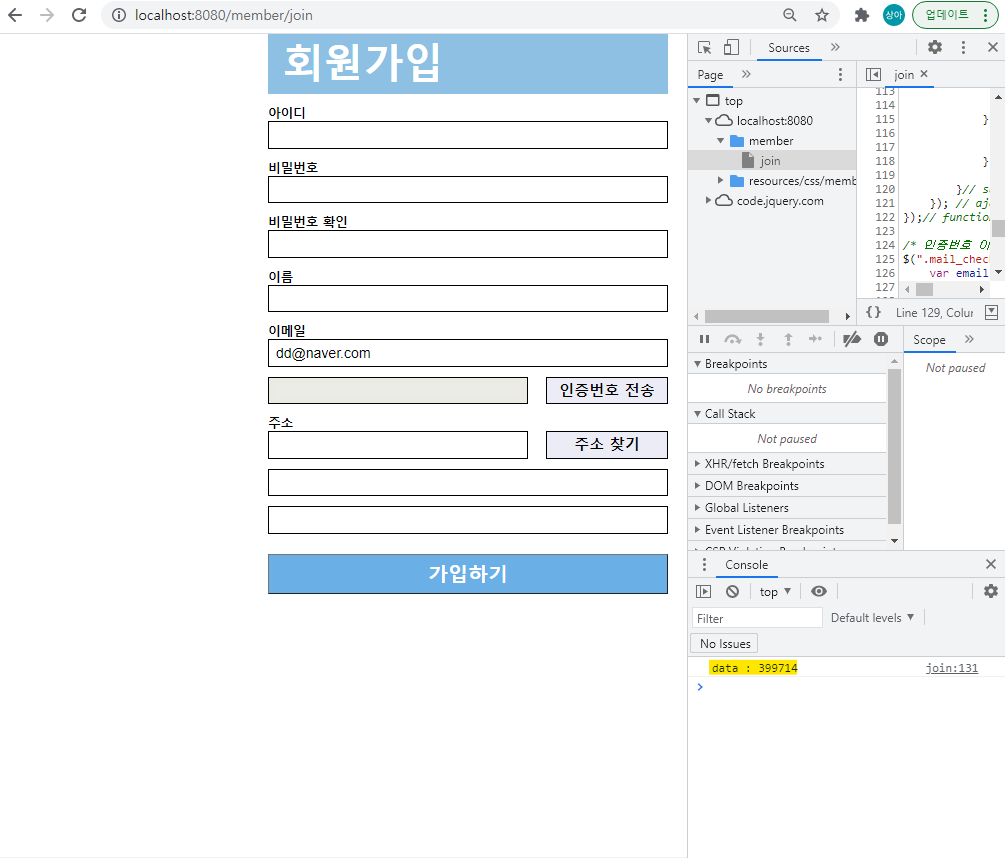 localhost:8080/member/join
상아
업데이트
회원가입
아이디
비밀번호
비밀번호 확인
이름
이메일
dd@naver.com
인증번호 전송
주소
주소 찾기
가입하기
Sources
Page
join
top
localhost:8080
member
join
resources/css/memb
code.jquery.com
113
114
115 }
116
117
118 }
119
120 }// s
121 }); // aj
122 });// function
123
124 /* 인증번호 이
125 $(".mail_chec
126 var email
127
{ } Line 129, Colur
Scope
Not paused
Breakpoints
No breakpoints
Call Stack
Not paused
XHR/fetch Breakpoints
DOM Breakpoints
Global Listeners
Event Listener Breakpoints
Console
top
Filter
Default levels
No Issues
data : 399714 join:131